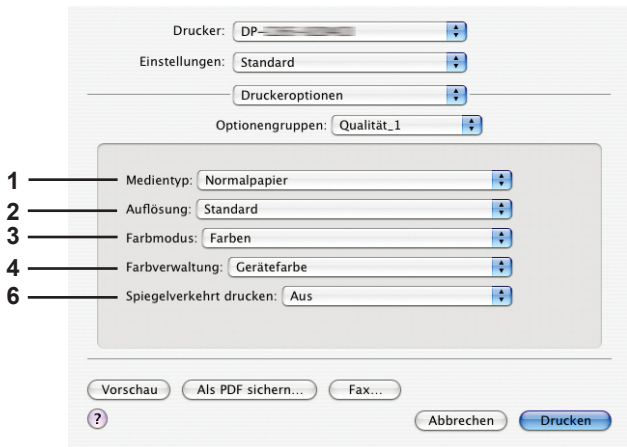 Drucker: DP-
Einstellungen: Standard
Druckeroptionen
Optionengruppen: Qualität_1
1 Medientyp: Normalpapier
2 Auflösung: Standard
3 Farbmodus: Farben
4 Farbverwaltung: Gerätefarbe
6 Spiegelverkehrt drucken: Aus
Vorschau Als PDF sichern... Fax...
? Abbrechen Drucken